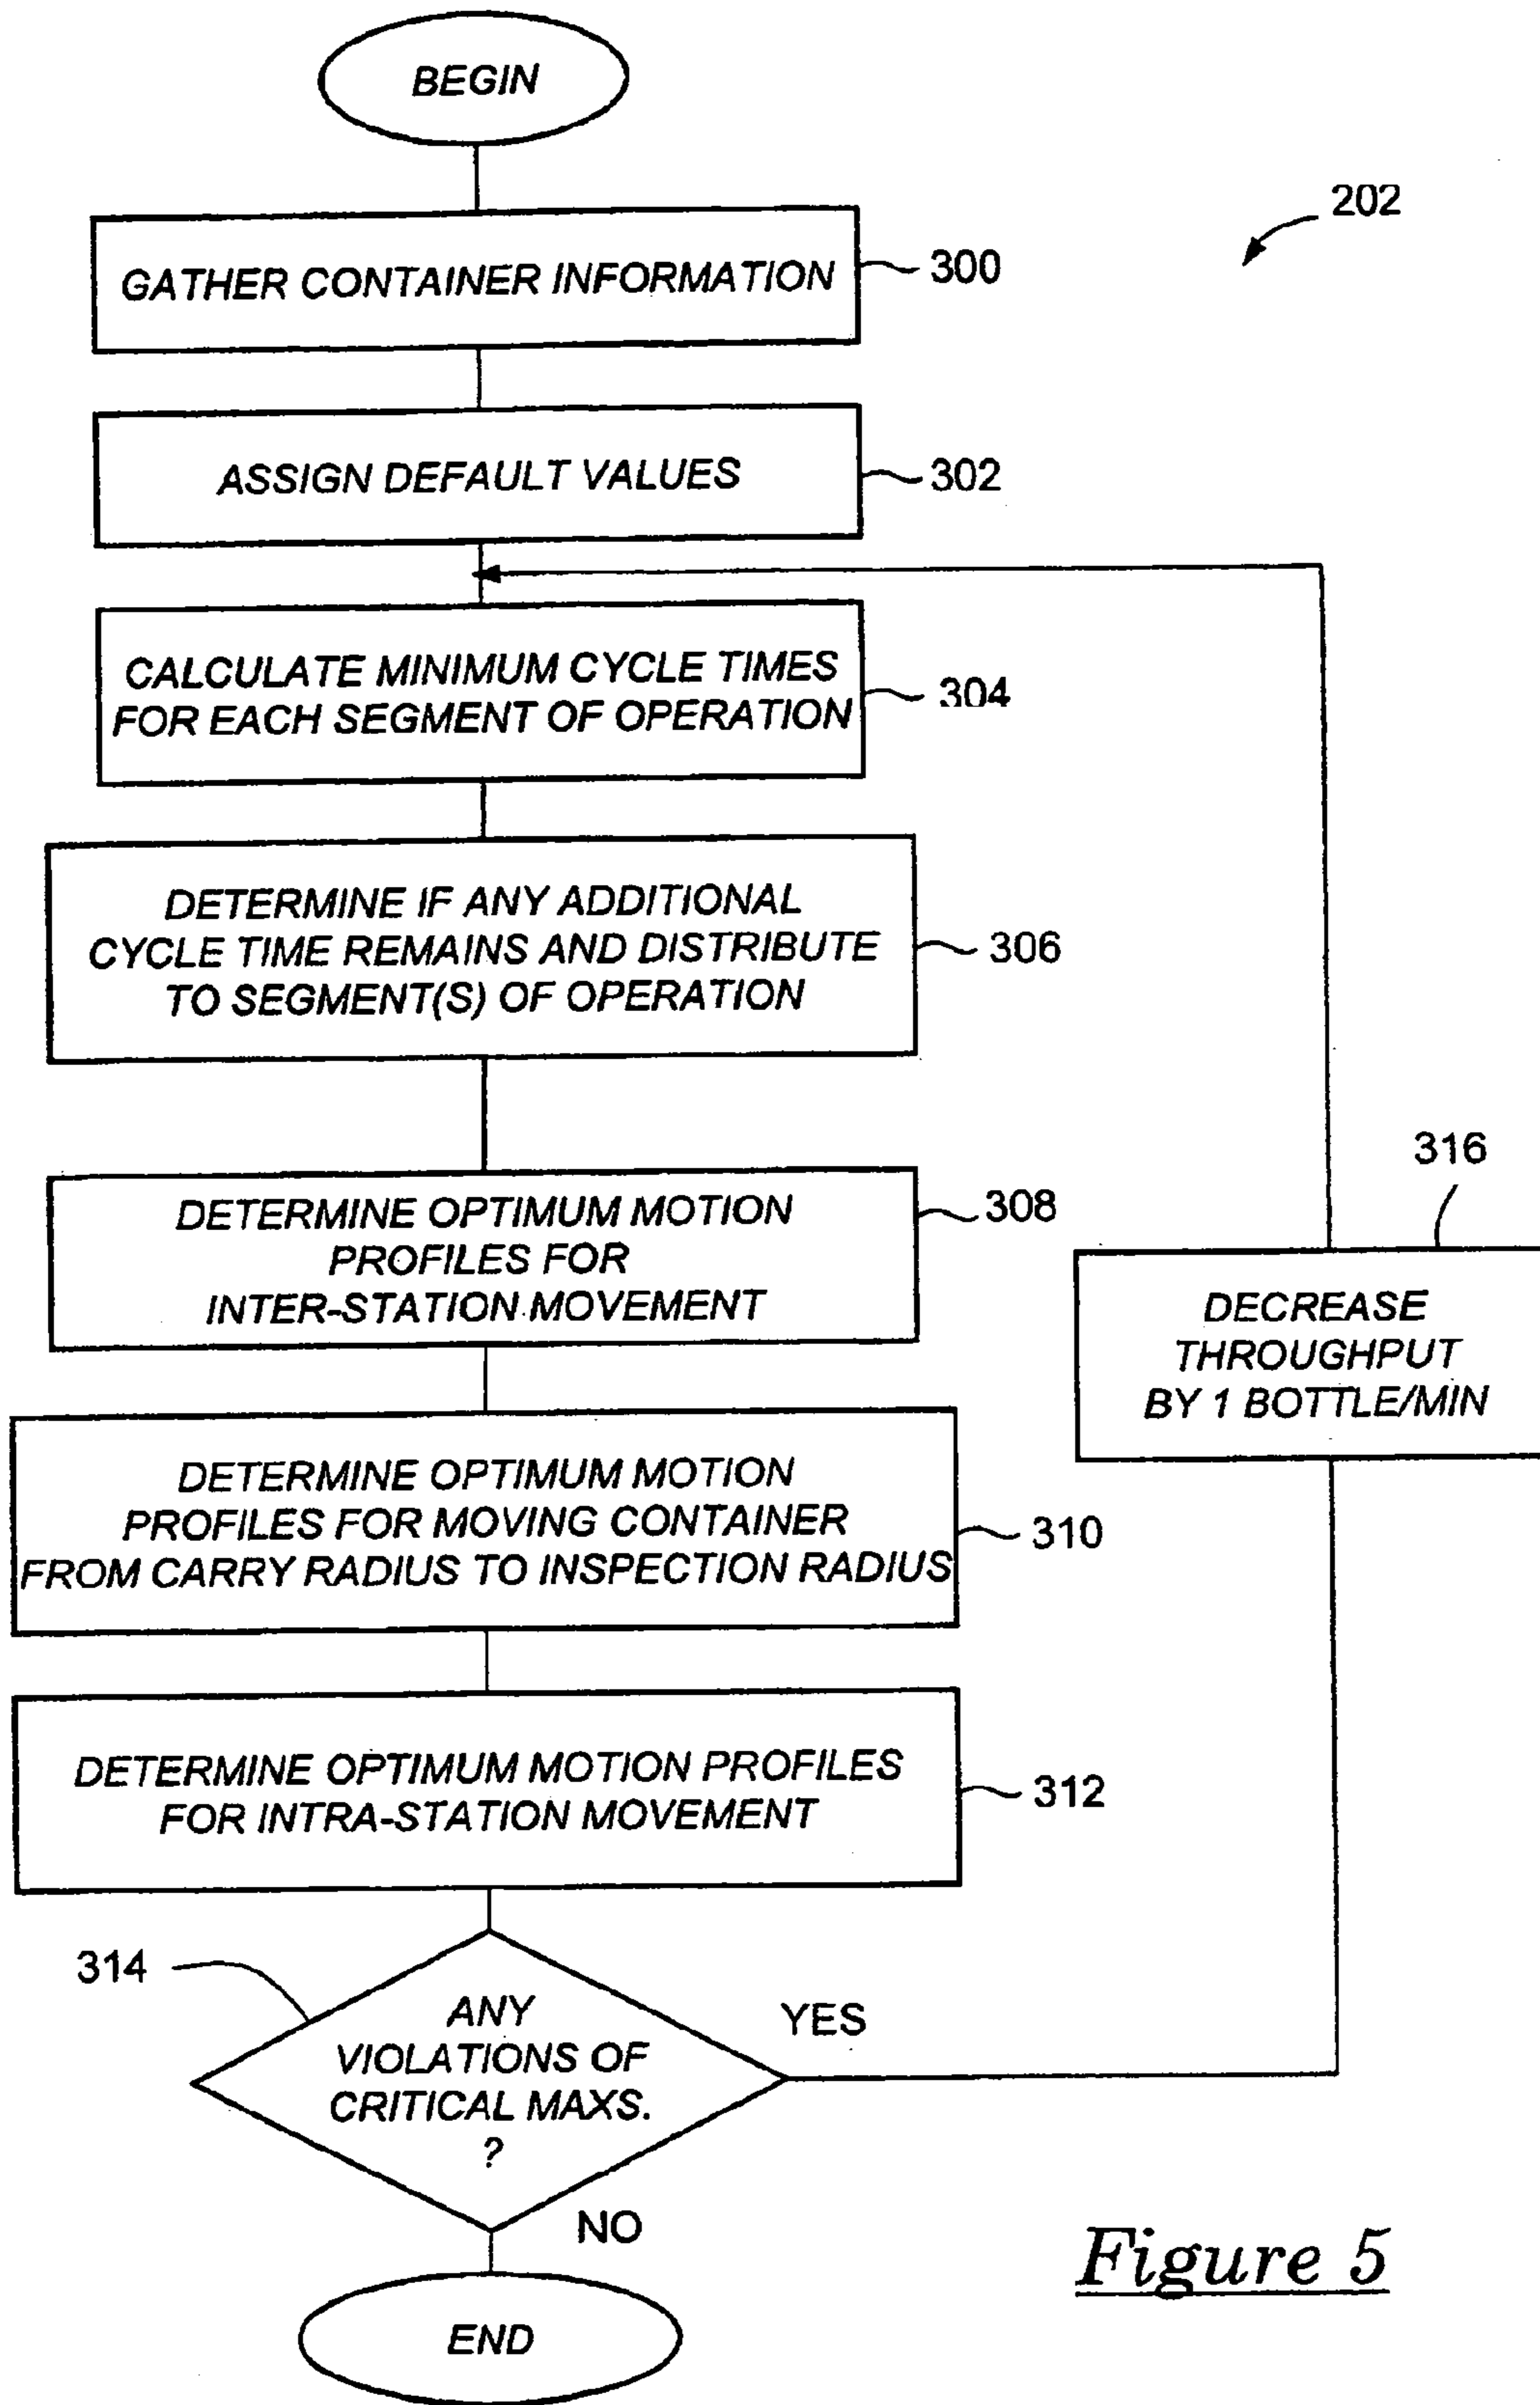 BEGIN
202
GATHER CONTAINER INFORMATION
300
ASSIGN DEFAULT VALUES
302
CALCULATE MINIMUM CYCLE TIMES
FOR EACH SEGMENT OF OPERATION
304
DETERMINE IF ANY ADDITIONAL
CYCLE TIME REMAINS AND DISTRIBUTE
TO SEGMENT(S) OF OPERATION
306
DETERMINE OPTIMUM MOTION
PROFILES FOR
INTER-STATION MOVEMENT
308
316
DECREASE
THROUGHPUT
BY 1 BOTTLE/MIN
DETERMINE OPTIMUM MOTION
PROFILES FOR MOVING CONTAINER
FROM CARRY RADIUS TO INSPECTION RADIUS
310
DETERMINE OPTIMUM MOTION PROFILES
FOR INTRA-STATION MOVEMENT
312
314
ANY
VIOLATIONS OF
CRITICAL MAXS.
?
YES
NO
END
Figure 5